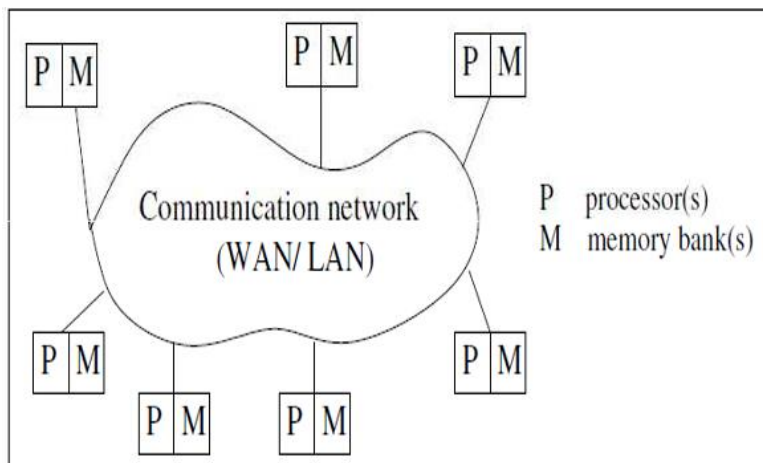 P M
P M
P M
Communication network
(WAN/ LAN)
P processor(s)
M memory bank(s)
P M
P M
P M
P M